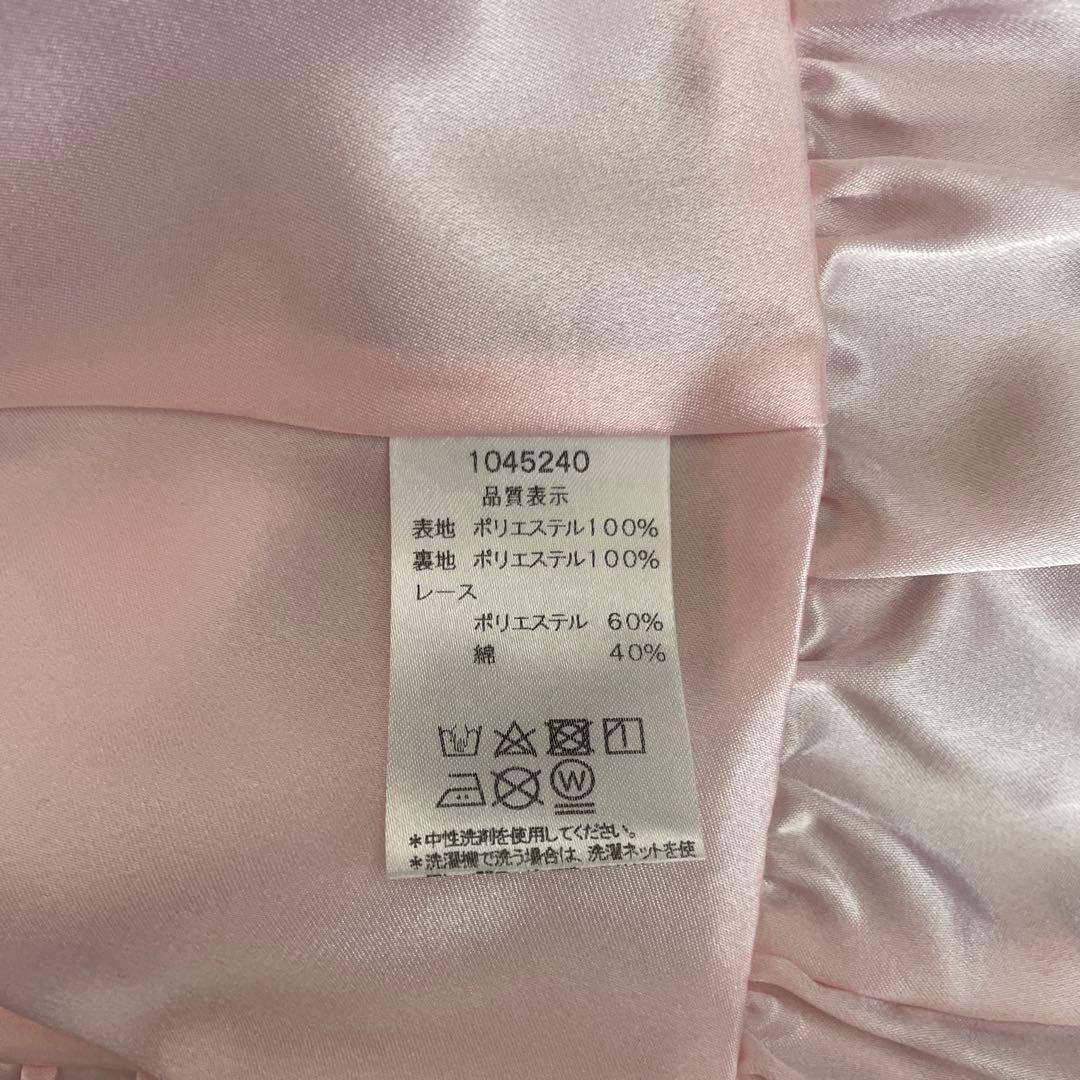 1045240
品質表示
表地 ポリエステル100%
裏地 ポリエステル100%
レース
ポリエステル 60%
綿 40%
W
*中性洗剤を使用してください。
*洗濯機で洗う場合は、洗濯ネットを使